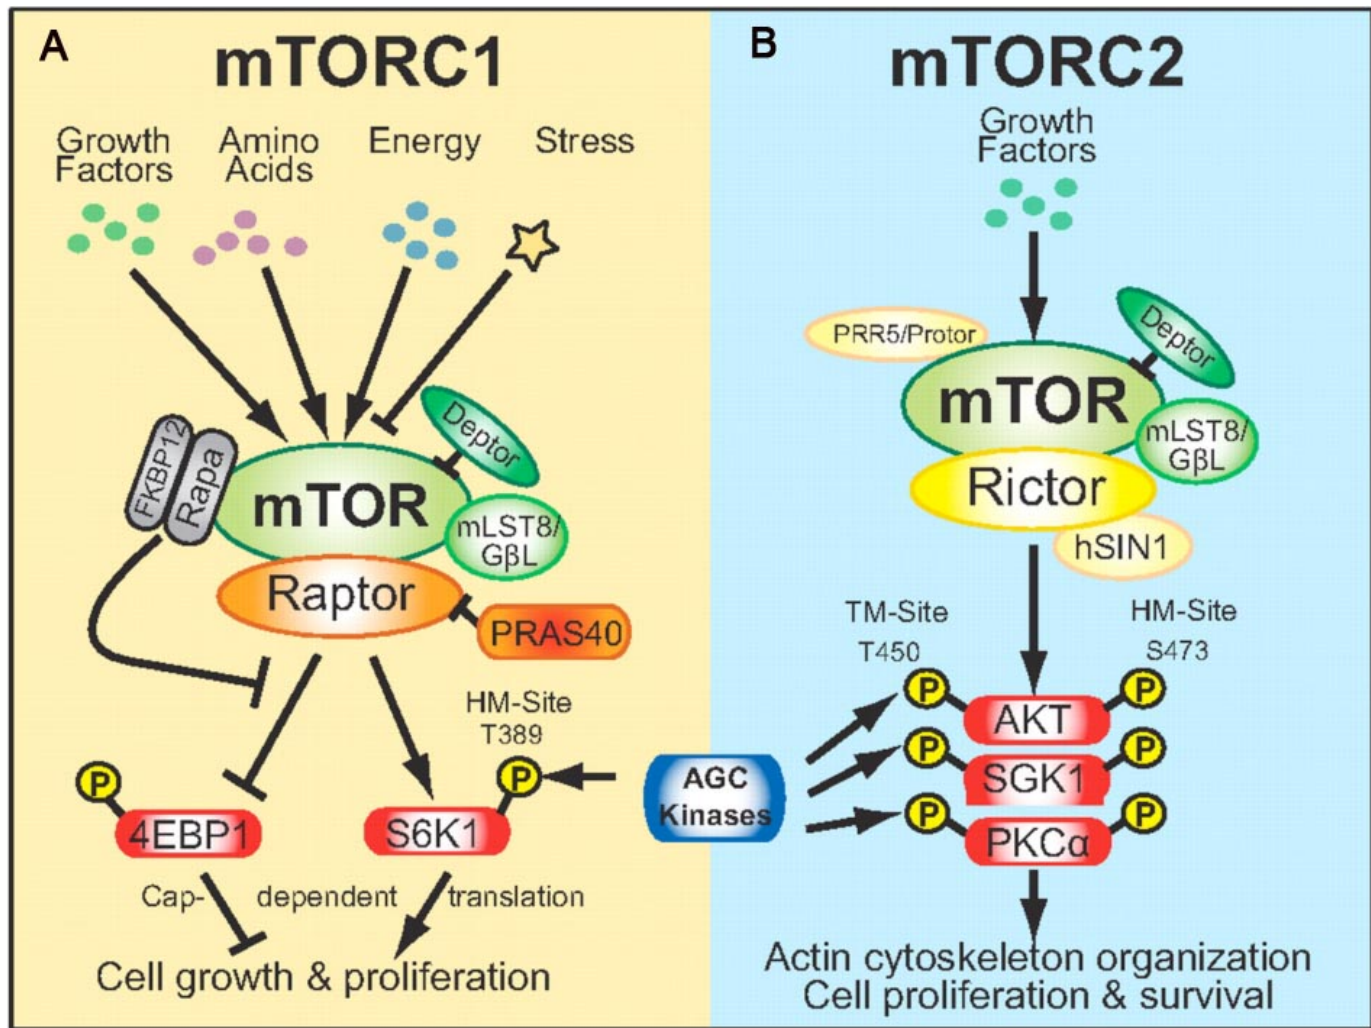 A
mTORC1
Growth
Factors
Amino
Acids
Energy
Stress
FKBP12
Rapa
mTOR
Deptor
mLST8/
GβL
Raptor
PRAS40
HM-Site
T389
P
P
4EBP1
S6K1
Cap- dependent translation
Cell growth & proliferation
AGC
Kinases
B
mTORC2
Growth
Factors
PRR5/Protor
Deptor
mTOR
mLST8/
GβL
Rictor
hSIN1
TM-Site
T450
HM-Site
S473
P
AKT
P
P
SGK1
P
P
PKCα
P
Actin cytoskeleton organization
Cell proliferation & survival